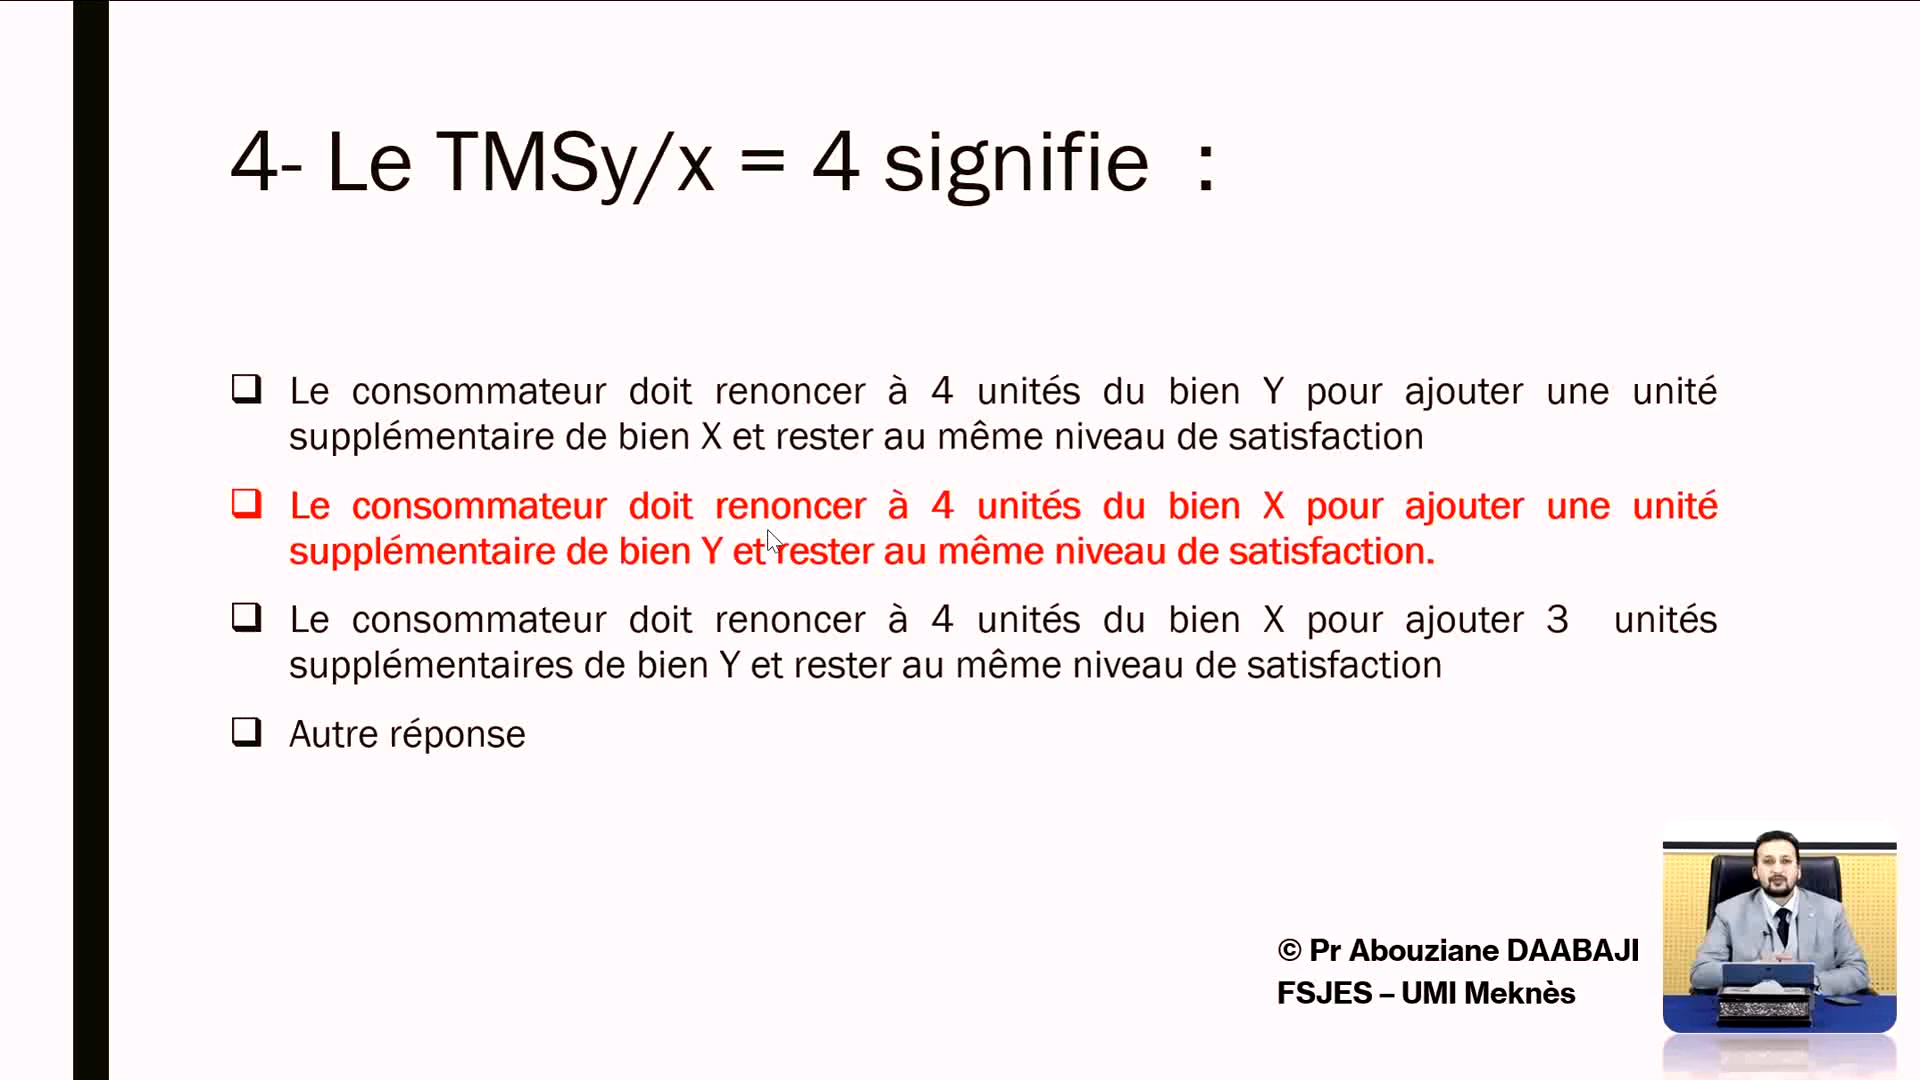 4- Le TMSy/x = 4 signifie :
Le consommateur doit renoncer à 4 unités du bien Y pour ajouter une unité
supplémentaire de bien X et rester au même niveau de satisfaction
Le consommateur doit renoncer à 4 unités du bien X pour ajouter une unité
supplémentaire de bien Y et rester au même niveau de satisfaction.
Le consommateur doit renoncer à 4 unités du bien X pour ajouter 3 unités
supplémentaires de bien Y et rester au même niveau de satisfaction
Autre réponse
© Pr Abouziane DAABAJI
FSJES – UMI Meknès